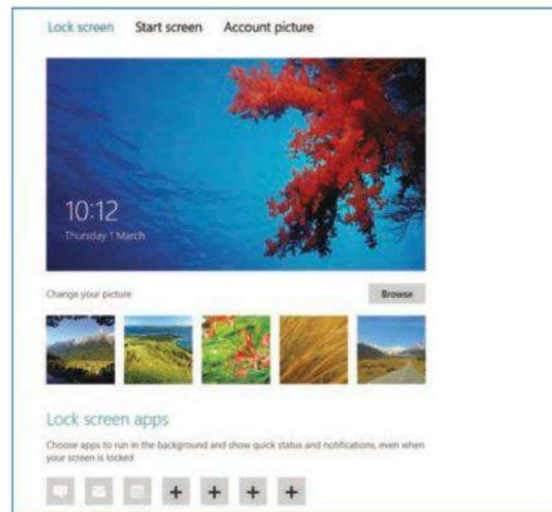 Lock screen Start screen Account picture
10:12
Thursday 1 March
Change your picture Browse
Lock screen apps
Choose apps to run in the background and show quick status and notifications, even when
your screen is locked